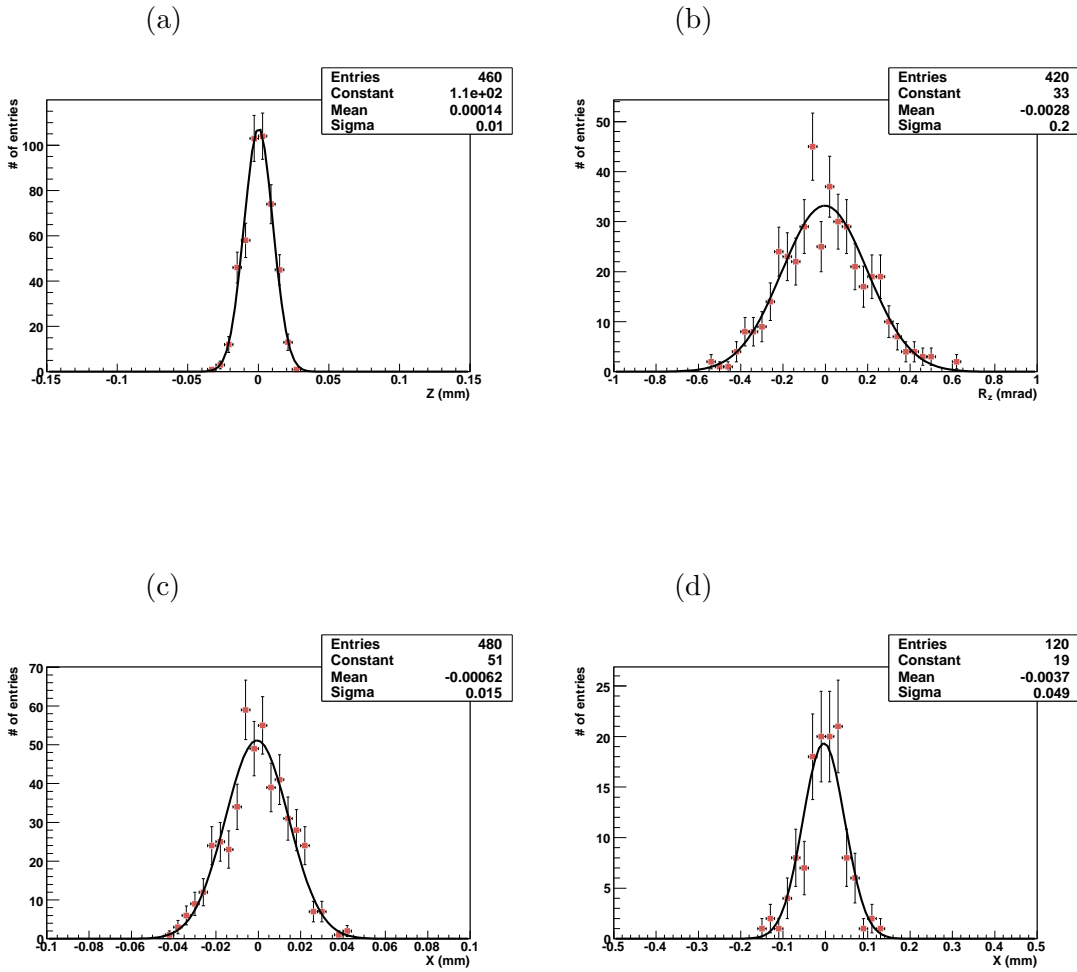 (a)
(b)
Entries 460
Constant 1.1e+02
Mean 0.00014
Sigma 0.01
# of entries
100
80
60
40
20
0
-0.15 -0.1 -0.05 0 0.05 0.1 0.15
Z (mm)
Entries 420
Constant 33
Mean -0.0028
Sigma 0.2
# of entries
50
40
30
20
10
0
-1 -0.8 -0.6 -0.4 -0.2 0 0.2 0.4 0.6 0.8 1
Rz (mrad)
(c)
(d)
Entries 480
Constant 51
Mean -0.00062
Sigma 0.015
# of entries
70
60
50
40
30
20
10
0
-0.1 -0.08 -0.06 -0.04 -0.02 0 0.02 0.04 0.06 0.08 0.1
X (mm)
Entries 120
Constant 19
Mean -0.0037
Sigma 0.049
# of entries
25
20
15
10
5
0
-0.5 -0.4 -0.3 -0.2 -0.1 0 0.1 0.2 0.3 0.4 0.5
X (mm)